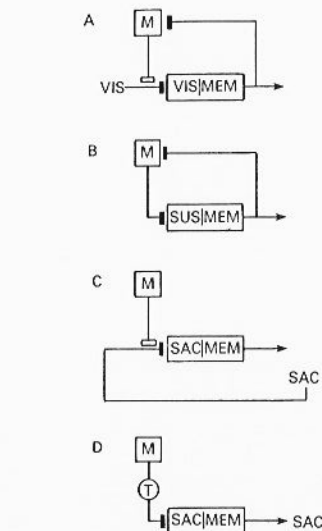 A M
VIS VIS|MEM
B M
SUS|MEM
C M
SAC|MEM
SAC
D M
T
SAC|MEM SAC